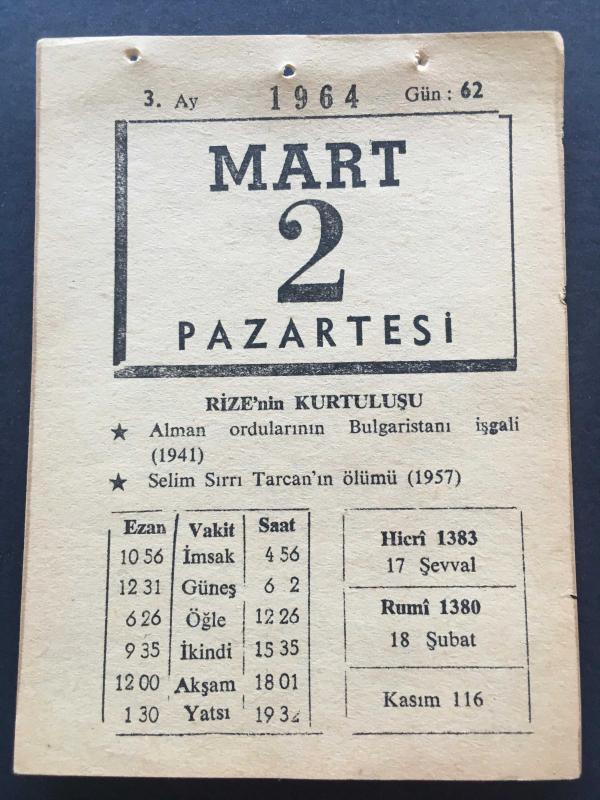 3. Ay 1964 Gün: 62
MART
2
PAZARTESİ
RİZE'nin KURTULUŞU
★ Alman ordularının Bulgaristanı işgali
(1941)
★ Selim Sırrı Tarcan'ın ölümü (1957)
Ezan Vakit Saat
10 56 İmsak 4 56
12 31 Güneş 6 2
6 26 Öğle 12 26
9 35 İkindi 15 35
12 00 Akşam 18 01
1 30 Yatsı 19 32
Hicrî 1383
17 Şevval
Rumî 1380
18 Şubat
Kasım 116